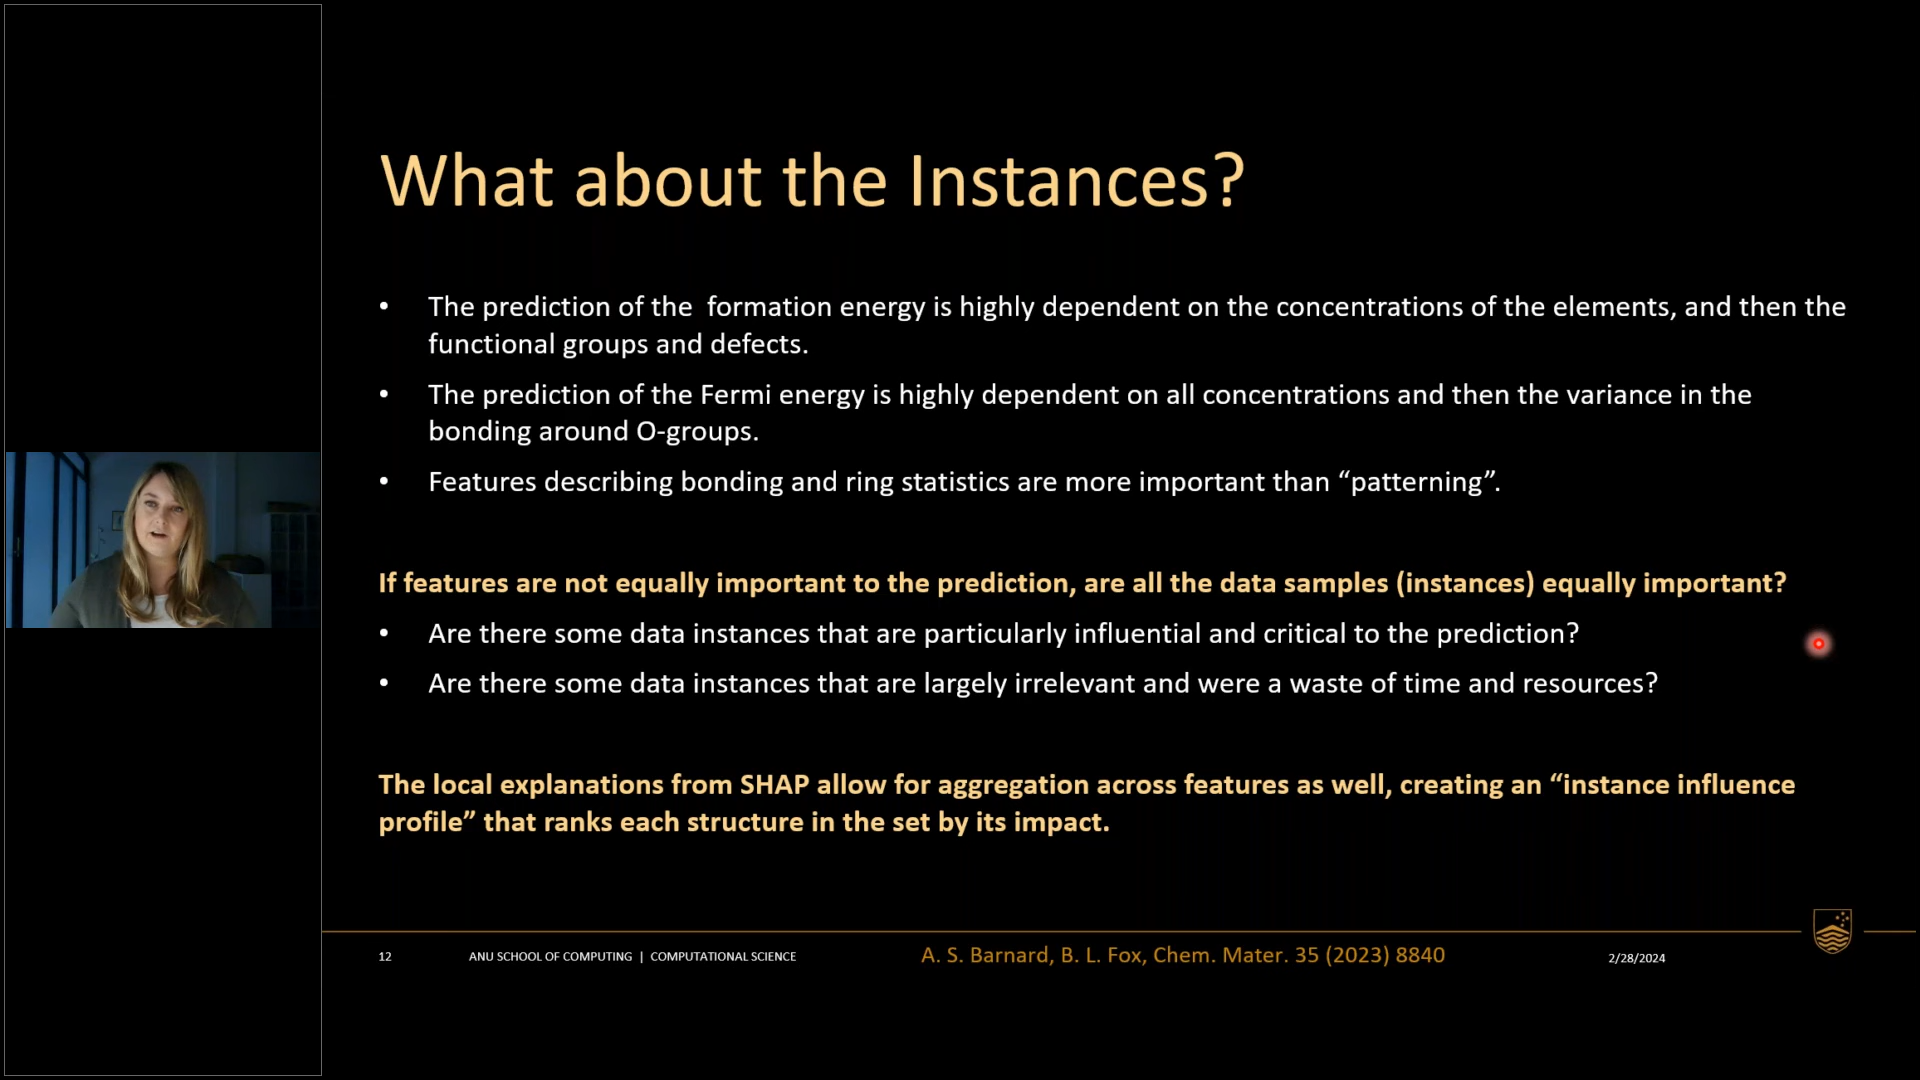 What about the Instances?
• The prediction of the  formation energy is highly dependent on the concentrations of the elements, and then the
functional groups and defects.
• The prediction of the Fermi energy is highly dependent on all concentrations and then the variance in the
bonding around O-groups.
• Features describing bonding and ring statistics are more important than “patterning”.
If features are not equally important to the prediction, are all the data samples (instances) equally important?
• Are there some data instances that are particularly influential and critical to the prediction?
• Are there some data instances that are largely irrelevant and were a waste of time and resources?
The local explanations from SHAP allow for aggregation across features as well, creating an “instance influence
profile” that ranks each structure in the set by its impact.
12 ANU SCHOOL OF COMPUTING | COMPUTATIONAL SCIENCE A. S. Barnard, B. L. Fox, Chem. Mater. 35 (2023) 8840 2/28/2024